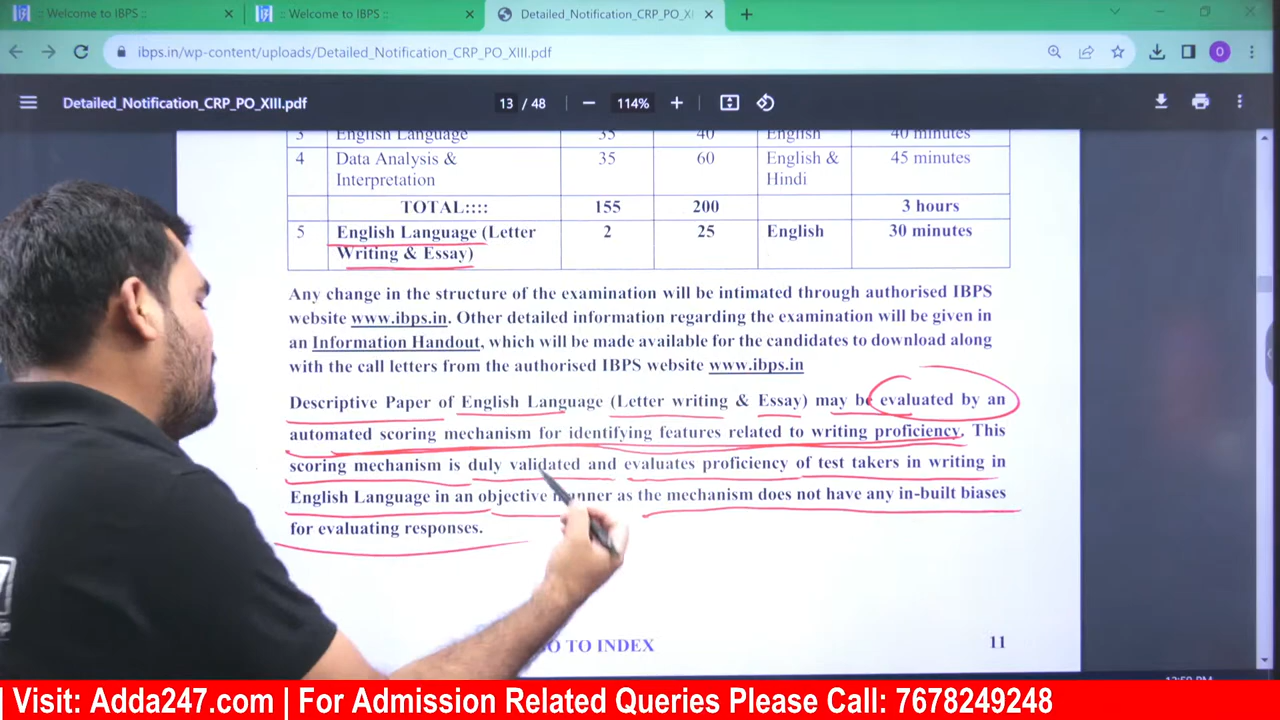 :: Welcome to IBPS ::
:: Welcome to IBPS ::
Detailed_Notification_CRP_PO_XI
ibps.in/wp-content/uploads/Detailed_Notification_CRP_PO_XIII.pdf
O
Detailed_Notification_CRP_PO_XIII.pdf
13 / 48
114%
3 English Language 35 40 English 40 minutes
4 Data Analysis & 35 60 English & 45 minutes
Interpretation Hindi
TOTAL:::: 155 200 3 hours
5 English Language (Letter 2 25 English 30 minutes
Writing & Essay)
Any change in the structure of the examination will be intimated through authorised IBPS
website www.ibps.in. Other detailed information regarding the examination will be given in
an Information Handout, which will be made available for the candidates to download along
with the call letters from the authorised IBPS website www.ibps.in
Descriptive Paper of English Language (Letter writing & Essay) may be evaluated by an
automated scoring mechanism for identifying features related to writing proficiency. This
scoring mechanism is duly validated and evaluates proficiency of test takers in writing in
English Language in an objective manner as the mechanism does not have any in-built biases
for evaluating responses.
TO INDEX
11
| Visit: Adda247.com | For Admission Related Queries Please Call: 7678249248